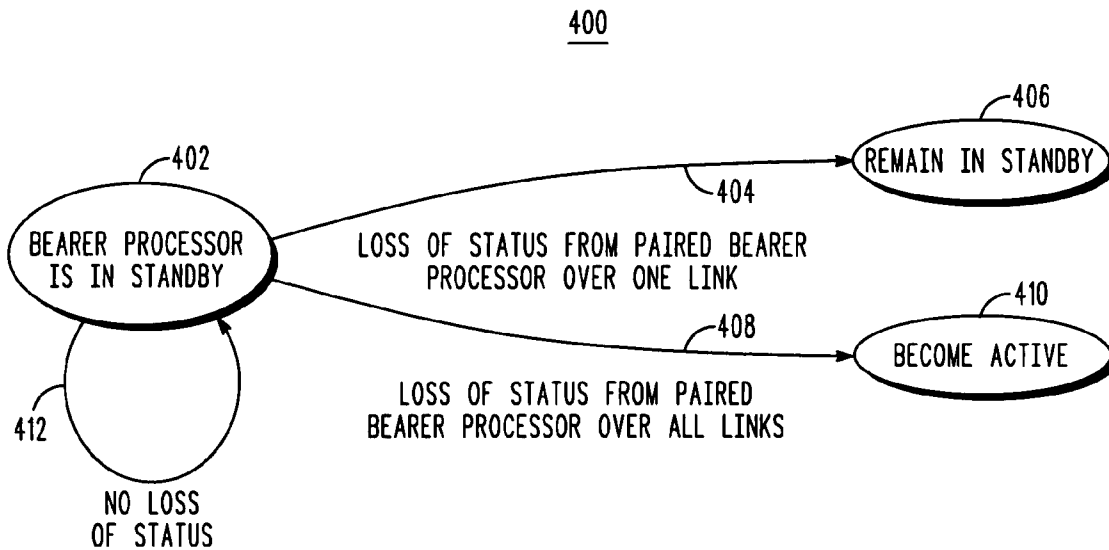 400
402
BEARER PROCESSOR
IS IN STANDBY
404
LOSS OF STATUS FROM PAIRED BEARER
PROCESSOR OVER ONE LINK
406
REMAIN IN STANDBY
408
LOSS OF STATUS FROM PAIRED
BEARER PROCESSOR OVER ALL LINKS
410
BECOME ACTIVE
412
NO LOSS
OF STATUS